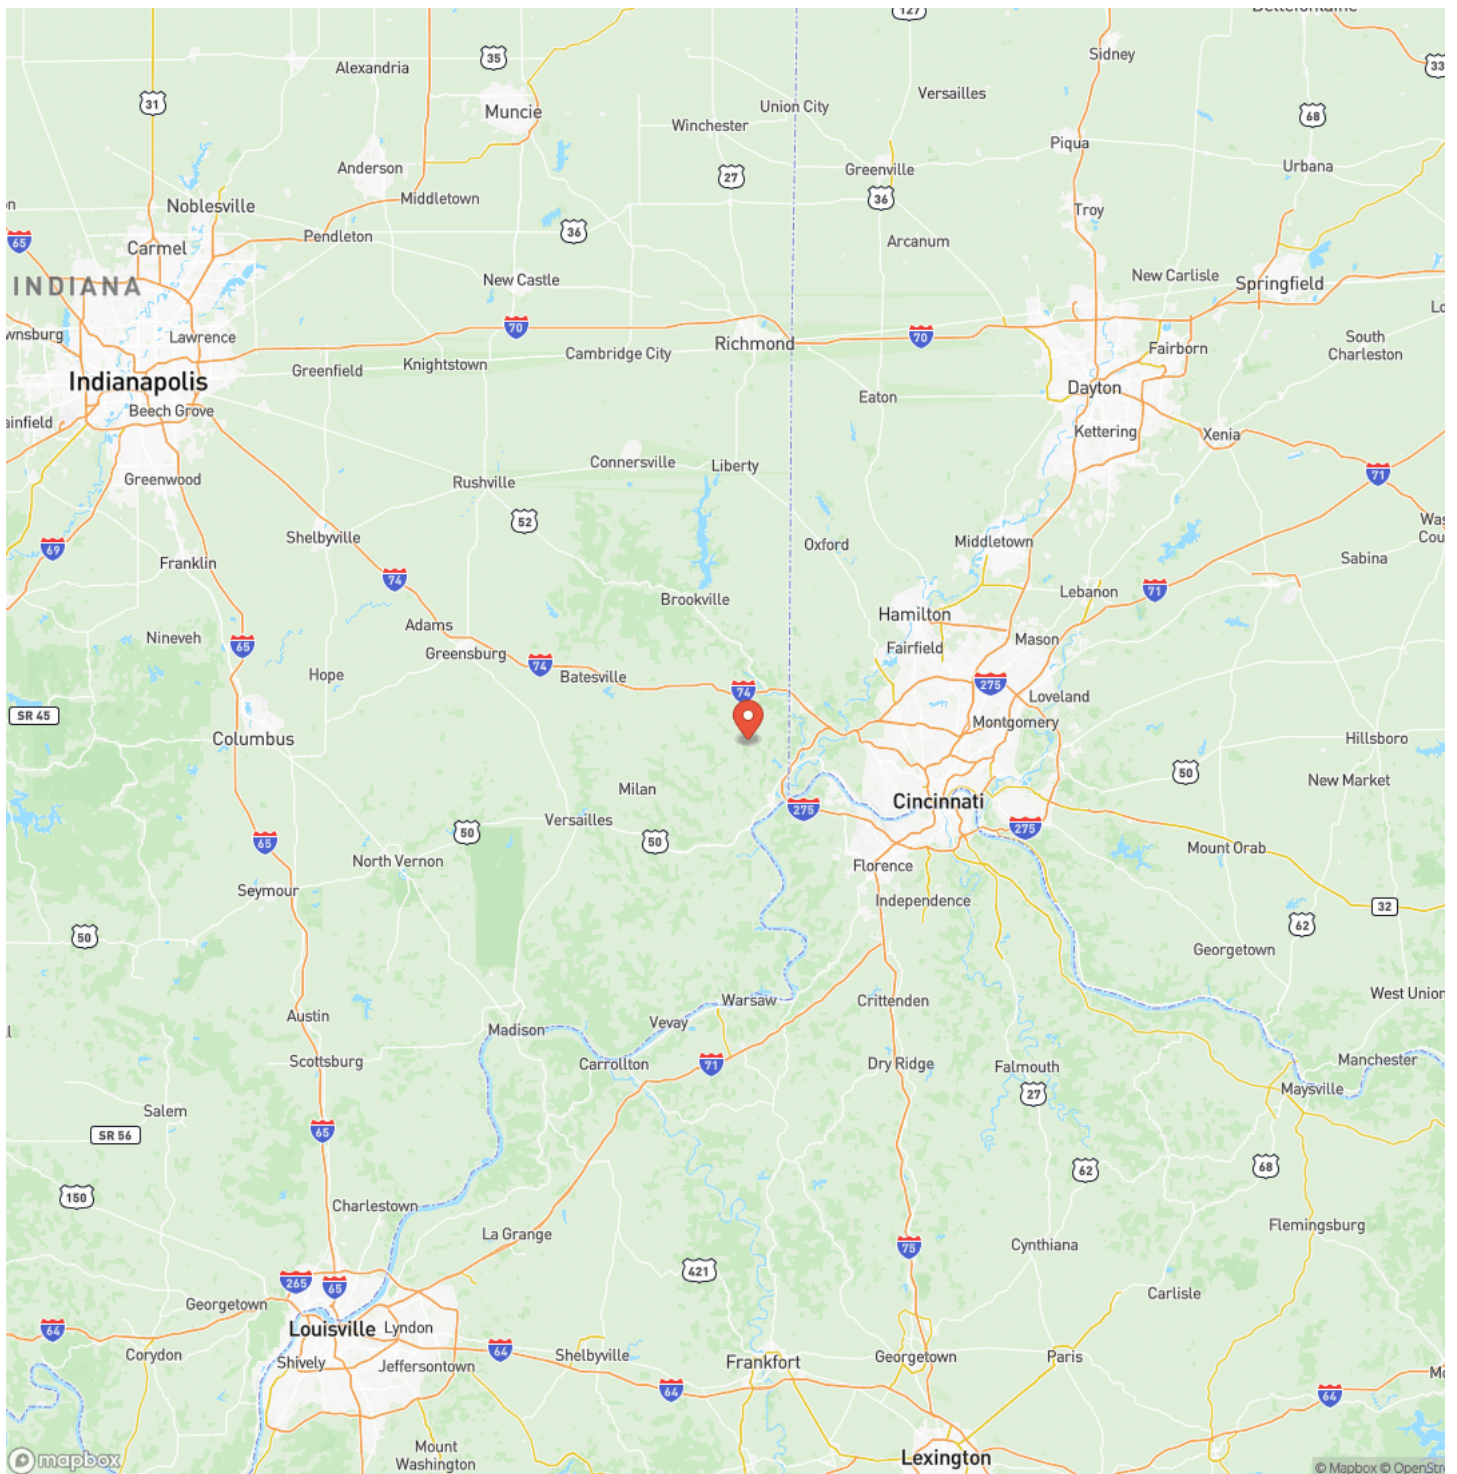 127
Bellefontaine
Sidney
35
Alexandria
33
Versailles
31
Union City
Muncie
68
Winchester
Piqua
Urbana
Anderson
Greenville
27
Middletown
36
Noblesville
Troy
65
36
Pendleton
Carmel
Arcanum
INDIANA
New Castle
New Carlisle
Springfield
70
wnsburg
Lawrence
70
South
Charleston
Richmond
Fairborn
Cambridge City
Knightstown
Greenfield
Indianapolis
Dayton
Eaton
Beech Grove
ainfield
Kettering
Xenia
Connersville
Liberty
71
Greenwood
Rushville
52
Was
Cou
Shelbyville
Oxford
Middletown
69
Franklin
Sabina
74
71
Lebanon
Brookville
Hamilton
Adams
Nineveh
Mason
65
Fairfield
Greensburg
74
Hope
Batesville
275
74
Loveland
SR 45
Montgomery
Columbus
Hillsboro
50
New Market
Milan
Cincinnati
275
Versailles
275
50
50
65
Mount Orab
North Vernon
Florence
Seymour
Independence
32
62
50
Georgetown
West Union
Warsaw
Crittenden
Austin
Vevay
Madison
Scottsburg
Manchester
Carrollton
71
Dry Ridge
Falmouth
Maysville
27
Salem
65
SR 56
68
62
150
Charlestown
Flemingsburg
La Grange
75
Cynthiana
421
265
65
Carlisle
Georgetown
64
Louisville
Lyndon
64
Corydon
Shively
Jeffersontown
Shelbyville
Frankfort
Georgetown
Paris
64
64
Mount
Washington
Lexington
mapbox
© Mapbox © OpenStre